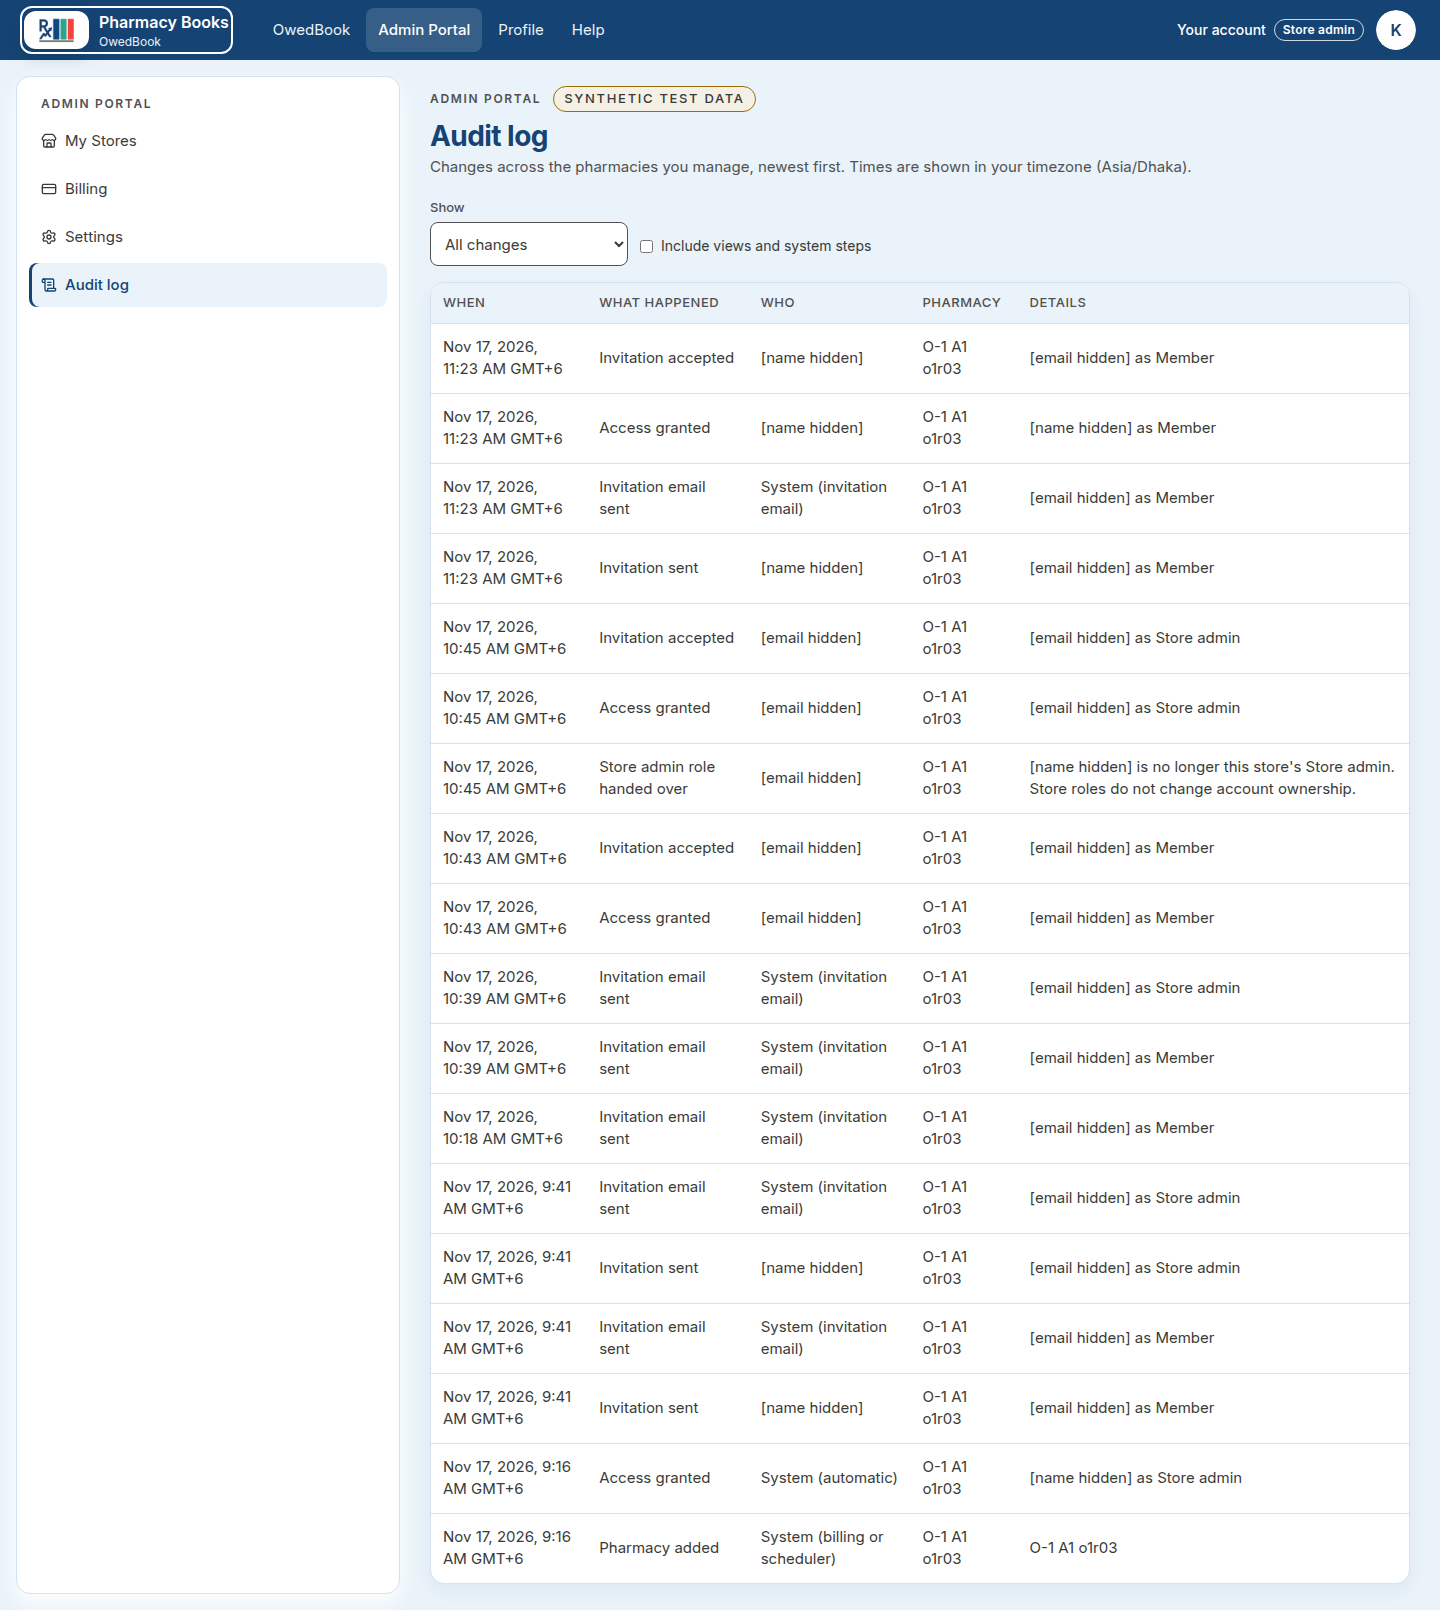 Pharmacy Books
OwedBook
OwedBook
Admin Portal
Profile
Help
Your account
Store admin
K
ADMIN PORTAL
My Stores
Billing
Settings
Audit log
ADMIN PORTAL
SYNTHETIC TEST DATA
Audit log
Changes across the pharmacies you manage, newest first. Times are shown in your timezone (Asia/Dhaka).
Show
All changes
Include views and system steps
WHEN WHAT HAPPENED WHO PHARMACY DETAILS
Nov 17, 2026,
11:23 AM GMT+6
Invitation accepted
[name hidden]
O-1 A1
o1r03
[email hidden] as Member
Nov 17, 2026,
11:23 AM GMT+6
Access granted
[name hidden]
O-1 A1
o1r03
[name hidden] as Member
Nov 17, 2026,
11:23 AM GMT+6
Invitation email
sent
System (invitation
email)
O-1 A1
o1r03
[email hidden] as Member
Nov 17, 2026,
11:23 AM GMT+6
Invitation sent
[name hidden]
O-1 A1
o1r03
[email hidden] as Member
Nov 17, 2026,
10:45 AM GMT+6
Invitation accepted
[email hidden]
O-1 A1
o1r03
[email hidden] as Store admin
Nov 17, 2026,
10:45 AM GMT+6
Access granted
[email hidden]
O-1 A1
o1r03
[email hidden] as Store admin
Nov 17, 2026,
10:45 AM GMT+6
Store admin role
handed over
[email hidden]
O-1 A1
o1r03
[name hidden] is no longer this store's Store admin.
Store roles do not change account ownership.
Nov 17, 2026,
10:43 AM GMT+6
Invitation accepted
[email hidden]
O-1 A1
o1r03
[email hidden] as Member
Nov 17, 2026,
10:43 AM GMT+6
Access granted
[email hidden]
O-1 A1
o1r03
[email hidden] as Member
Nov 17, 2026,
10:39 AM GMT+6
Invitation email
sent
System (invitation
email)
O-1 A1
o1r03
[email hidden] as Store admin
Nov 17, 2026,
10:39 AM GMT+6
Invitation email
sent
System (invitation
email)
O-1 A1
o1r03
[email hidden] as Member
Nov 17, 2026,
10:18 AM GMT+6
Invitation email
sent
System (invitation
email)
O-1 A1
o1r03
[email hidden] as Member
Nov 17, 2026, 9:41
AM GMT+6
Invitation email
sent
System (invitation
email)
O-1 A1
o1r03
[email hidden] as Store admin
Nov 17, 2026, 9:41
AM GMT+6
Invitation sent
[name hidden]
O-1 A1
o1r03
[email hidden] as Store admin
Nov 17, 2026, 9:41
AM GMT+6
Invitation email
sent
System (invitation
email)
O-1 A1
o1r03
[email hidden] as Member
Nov 17, 2026, 9:41
AM GMT+6
Invitation sent
[name hidden]
O-1 A1
o1r03
[email hidden] as Member
Nov 17, 2026, 9:16
AM GMT+6
Access granted
System (automatic)
O-1 A1
o1r03
[name hidden] as Store admin
Nov 17, 2026, 9:16
AM GMT+6
Pharmacy added
System (billing or
scheduler)
O-1 A1
o1r03
O-1 A1 o1r03